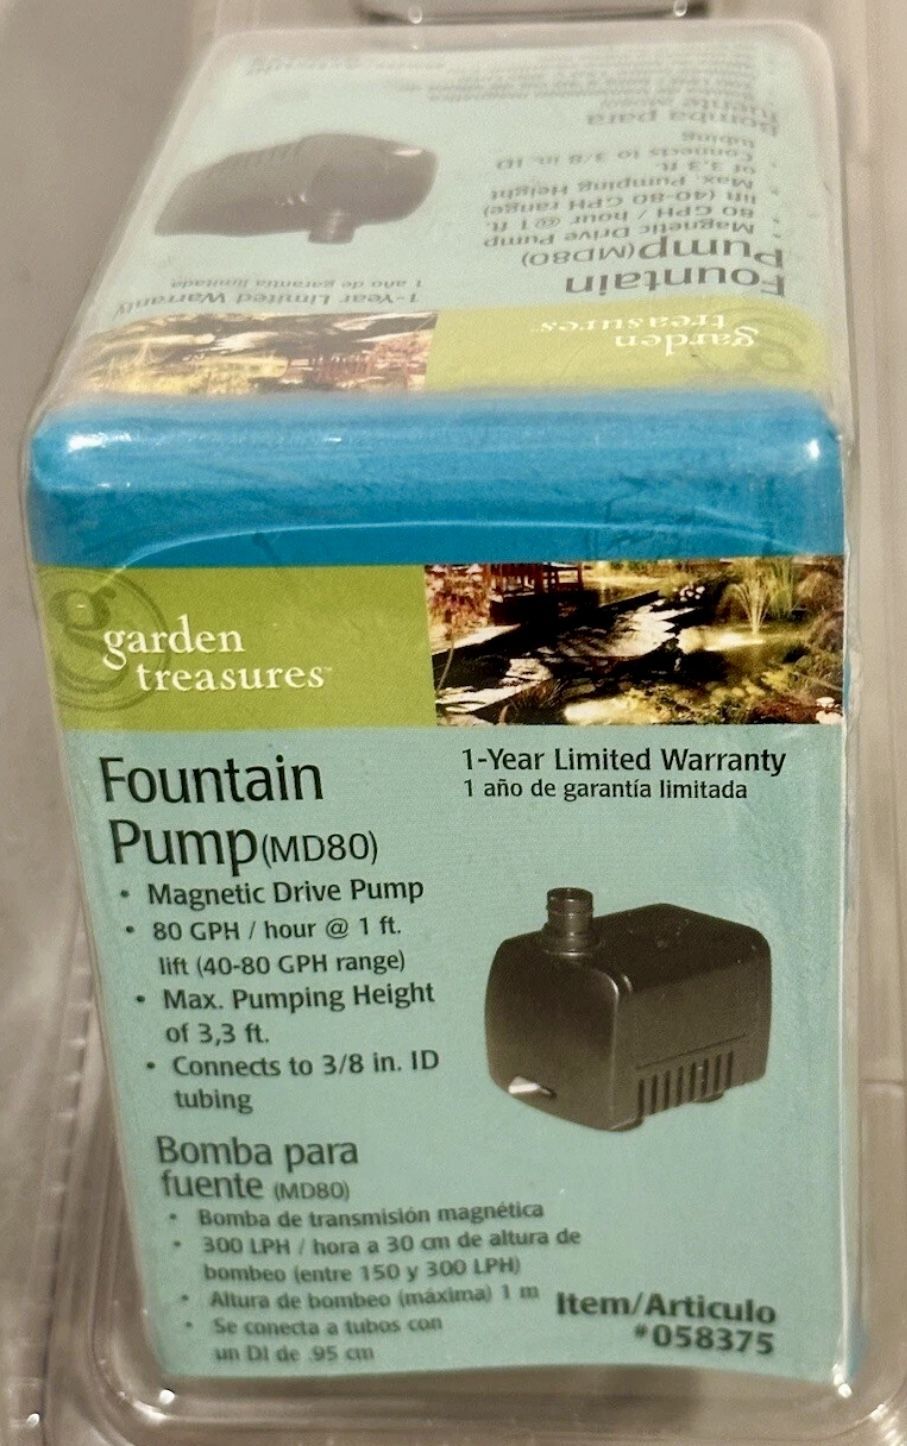 Fountain
Pump(MD80)
• Magnetic Drive Pump
• 80 GPH / hour @ 1 ft.
lift (40-80 GPH range)
• Max. Pumping Height
of 3.3 ft.
• Connects to 3/8 in. ID
tubing
Bomba para
fuente (MD80)
1-Year Limited Warranty
1 año de garantía limitada
garden
treasures™
g
garden
treasures™
Fountain
Pump(MD80)
• Magnetic Drive Pump
• 80 GPH / hour @ 1 ft.
lift (40-80 GPH range)
• Max. Pumping Height
of 3,3 ft.
• Connects to 3/8 in. ID
tubing
1-Year Limited Warranty
1 año de garantía limitada
Bomba para
fuente (MD80)
• Bomba de transmisión magnética
• 300 LPH / hora a 30 cm de altura de
bombeo (entre 150 y 300 LPH)
• Altura de bombeo (máxima) 1 m
• Se conecta a tubos con
un DI de .95 cm
Item/Articulo
#058375